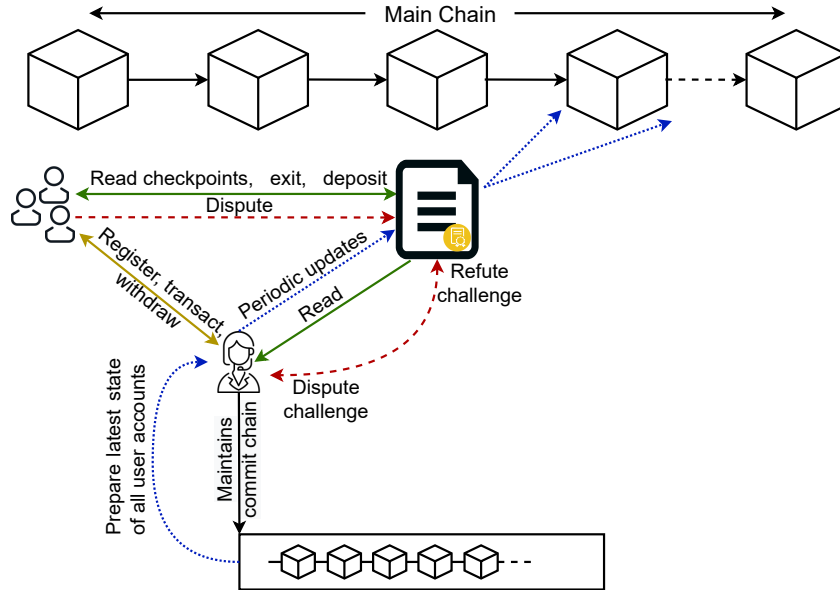 Main Chain
Read checkpoints, exit, deposit
Dispute
Register, transact,
withdraw
Periodic updates
Read
Refute
challenge
Dispute
challenge
Prepare latest state
of all user accounts
Maintains
commit chain